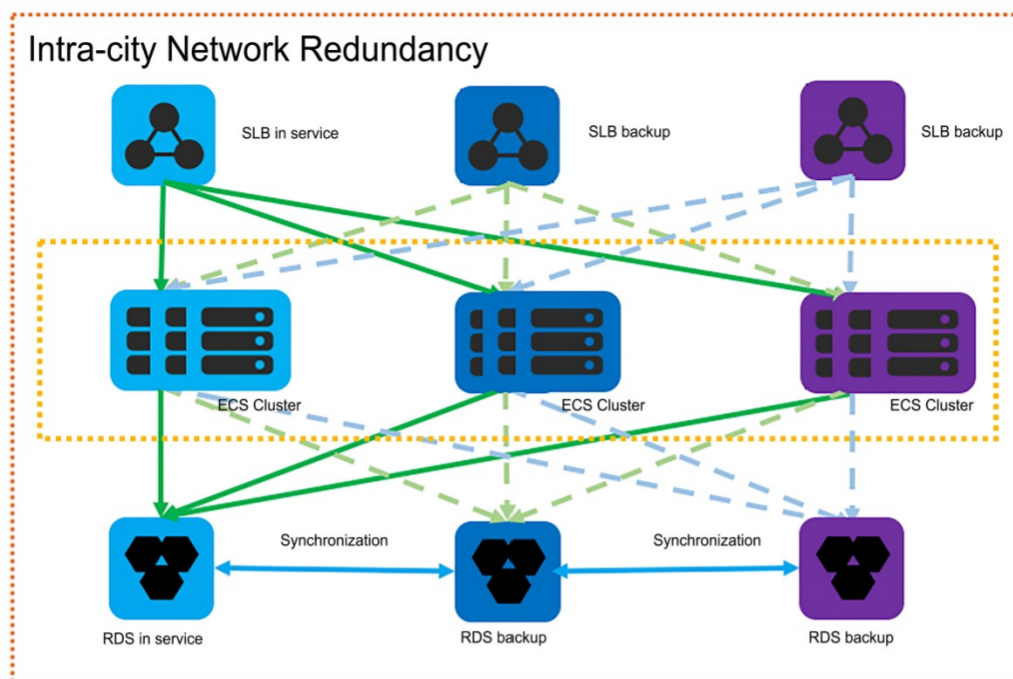 Intra-city Network Redundancy
SLB in service
SLB backup
SLB backup
ECS Cluster
ECS Cluster
ECS Cluster
Synchronization
Synchronization
RDS in service
RDS backup
RDS backup